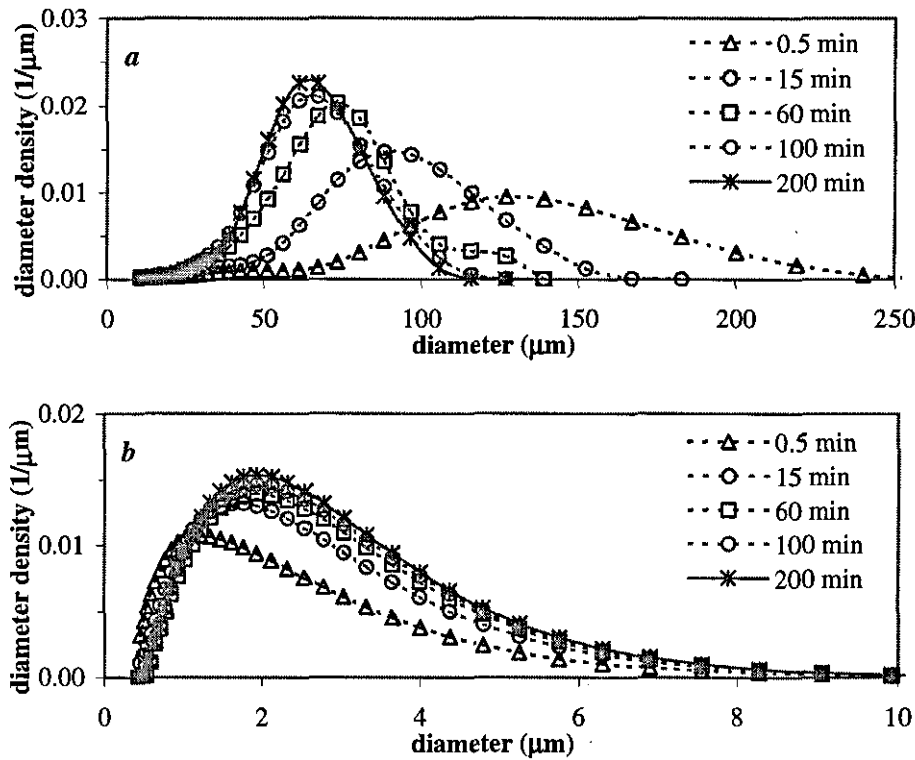 0.03
a
0.5 min
15 min
60 min
100 min
200 min
0.02
0.01
0.00
diameter density (1/µm)
0
50
100
150
200
250
diameter (µm)
0.02
b
0.5 min
15 min
60 min
100 min
200 min
0.01
0.00
diameter density (1/µm)
0
2
4
6
8
10
diameter (µm)